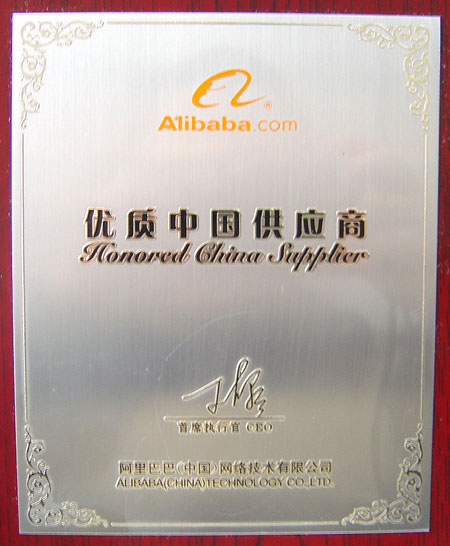 Alibaba.com
优质中国供应商
Honored China Supplier
首席执行官 CEO
阿里巴巴(中国)网络技术有限公司
ALIBABA(CHINA)TECHNOLOGY CO.,LTD.